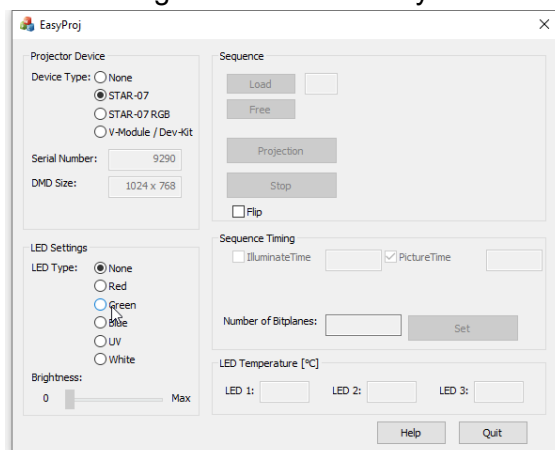 EasyProj
Projector Device
Device Type: None
STAR-07
STAR-07 RGB
V-Module / Dev-Kit
Serial Number: 9290
DMD Size: 1024 x 768
LED Settings
LED Type: None
Red
Green
Blue
UV
White
Brightness:
0 Max
Sequence
Load
Free
Projection
Stop
Flip
Sequence Timing
IlluminateTime PictureTime
Number of Bitplanes: Set
LED Temperature [°C]
LED 1: LED 2: LED 3:
Help Quit